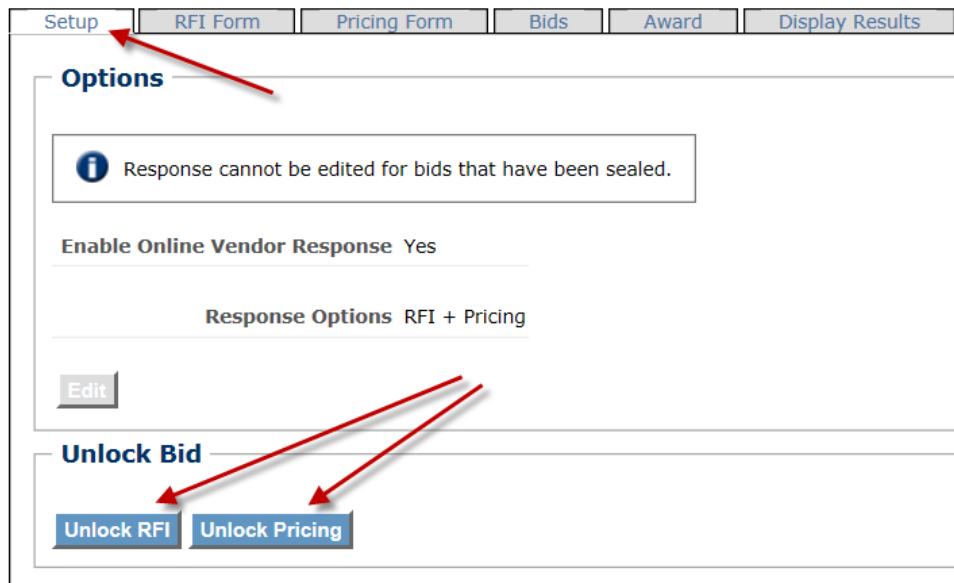 Setup RFI Form Pricing Form Bids Award Display Results
Options
Response cannot be edited for bids that have been sealed.
Enable Online Vendor Response Yes
Response Options RFI + Pricing
Edit
Unlock Bid
Unlock RFI Unlock Pricing